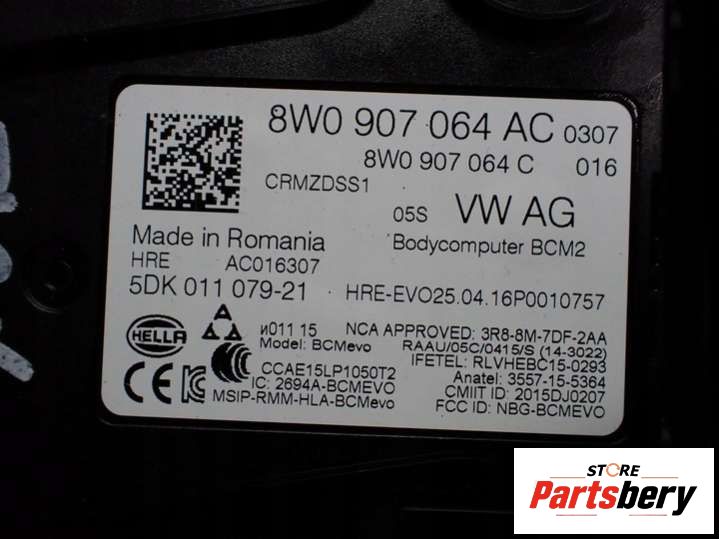 8W0 907 064 AC 0307
8W0 907 064 C 016
CRMZDSS1
05S VW AG
Made in Romania Bodycomputer BCM2
HRE AC016307
5DK 011 079-21 HRE-EVO25.04.16P0010757
HELLA
и011 15 NCA APPROVED: 3R8-8M-7DF-2AA
Model: BCMevo RAAU/05C/0415/S (14-3022)
IFETEL: RLVHEBC15-0293
CCAE15LP1050T2 Anatel: 3557-15-5364
IC: 2694A-BCMEVO CMIIT ID: 2015DJ0207
CE MSIP-RMM-HLA-BCMevo FCC ID: NBG-BCMEVO
STORE
Partsbery